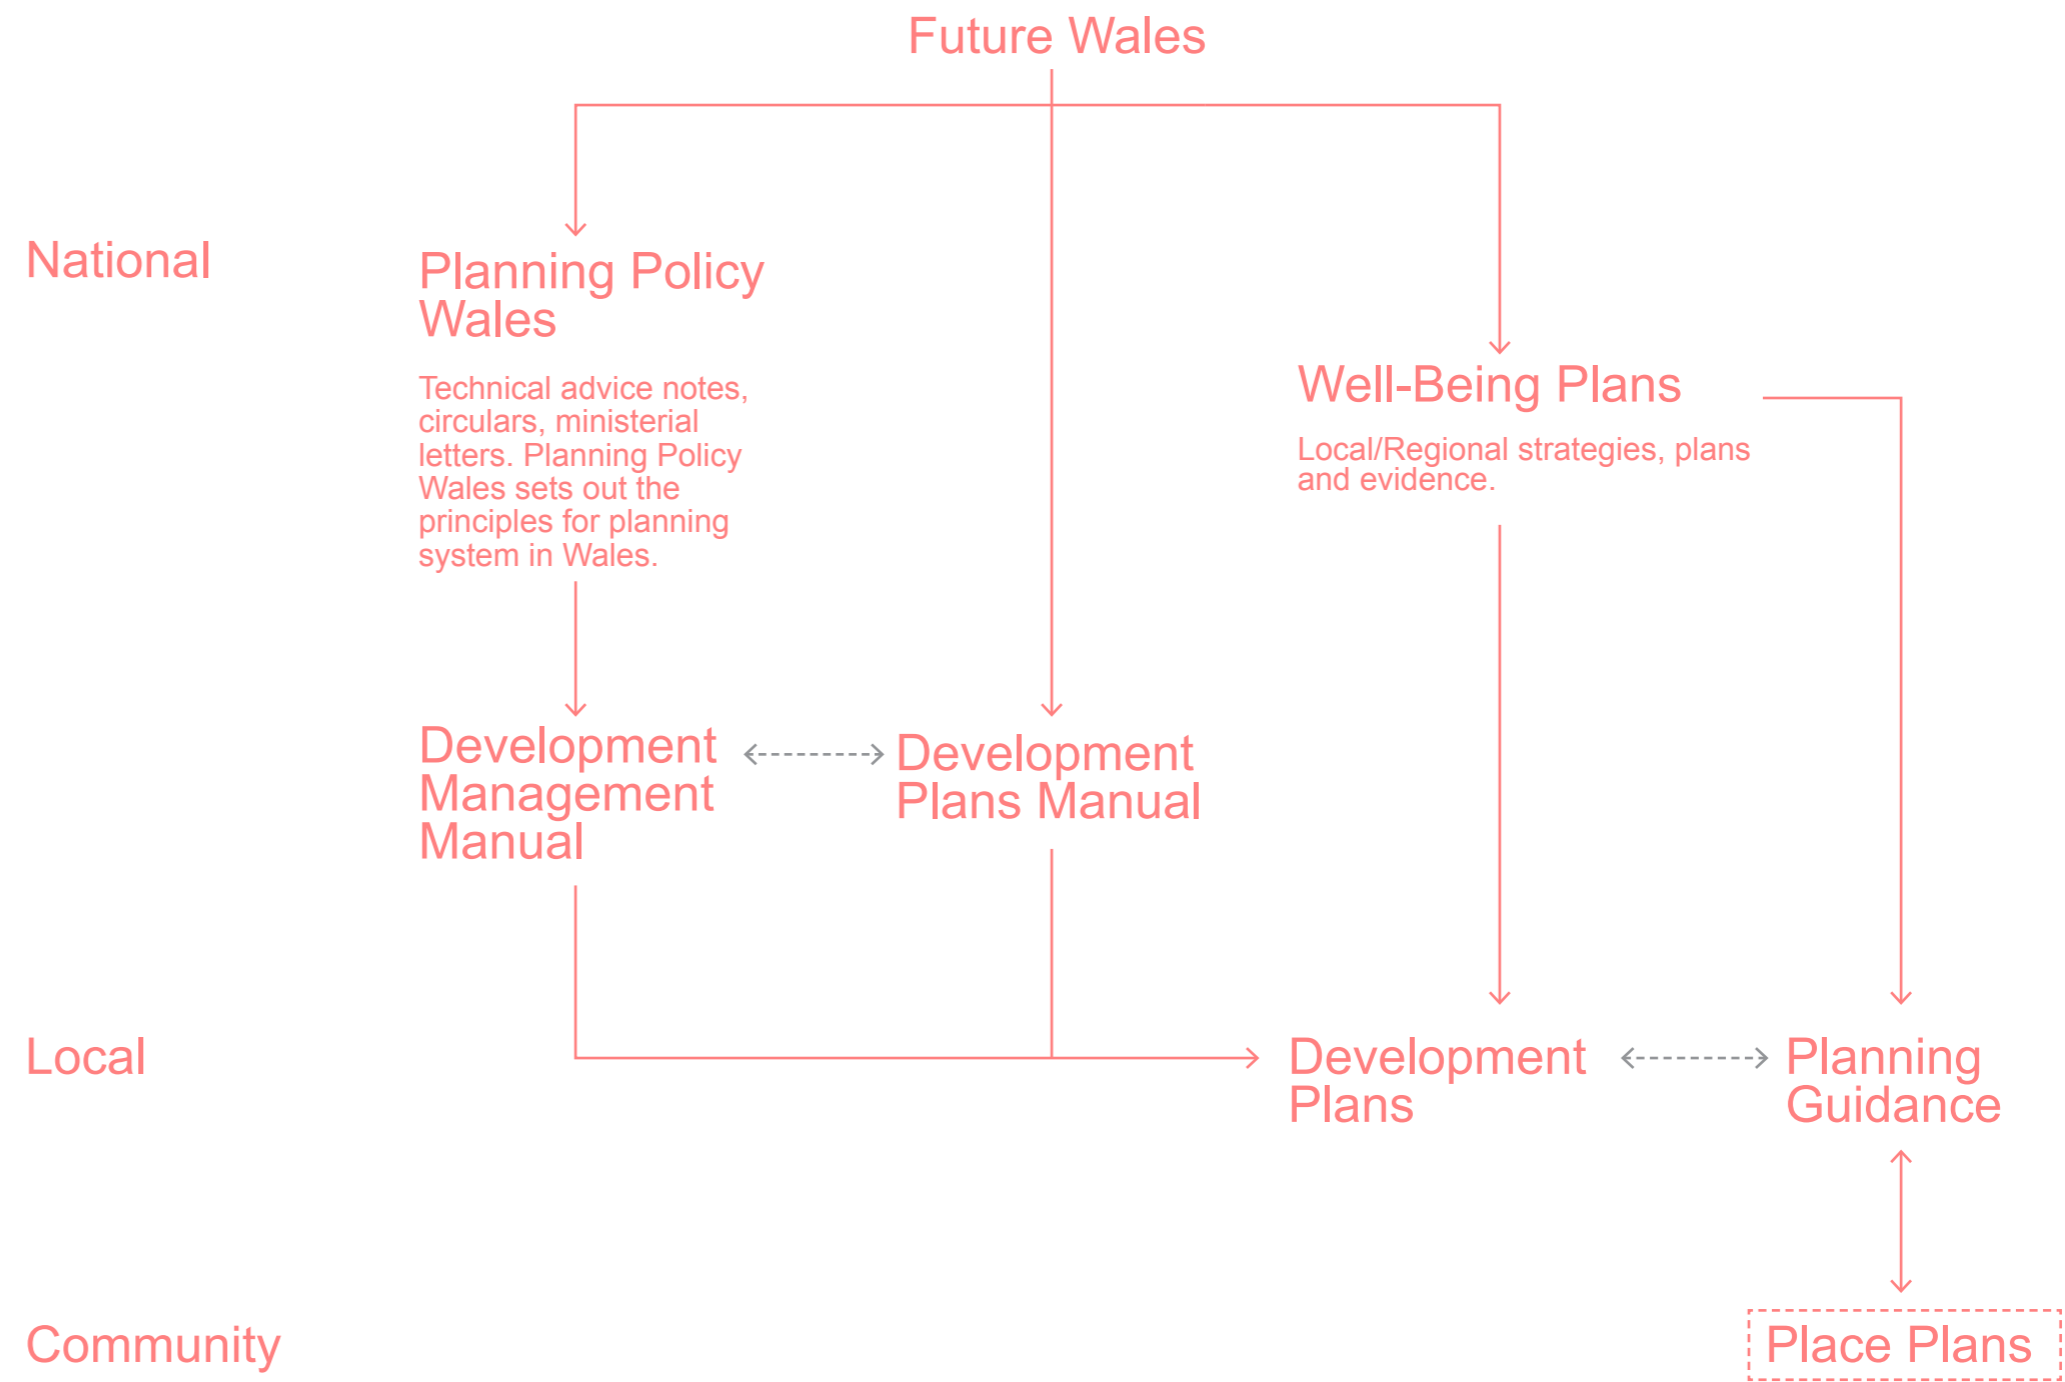 Future Wales
National
Planning Policy
Wales
Technical advice notes,
circulars, ministerial
letters. Planning Policy
Wales sets out the
principles for planning
system in Wales.
Well-Being Plans
Local/Regional strategies, plans
and evidence.
Development
Management
Manual
Development
Plans Manual
Local
Development
Plans
Planning
Guidance
Community
Place Plans